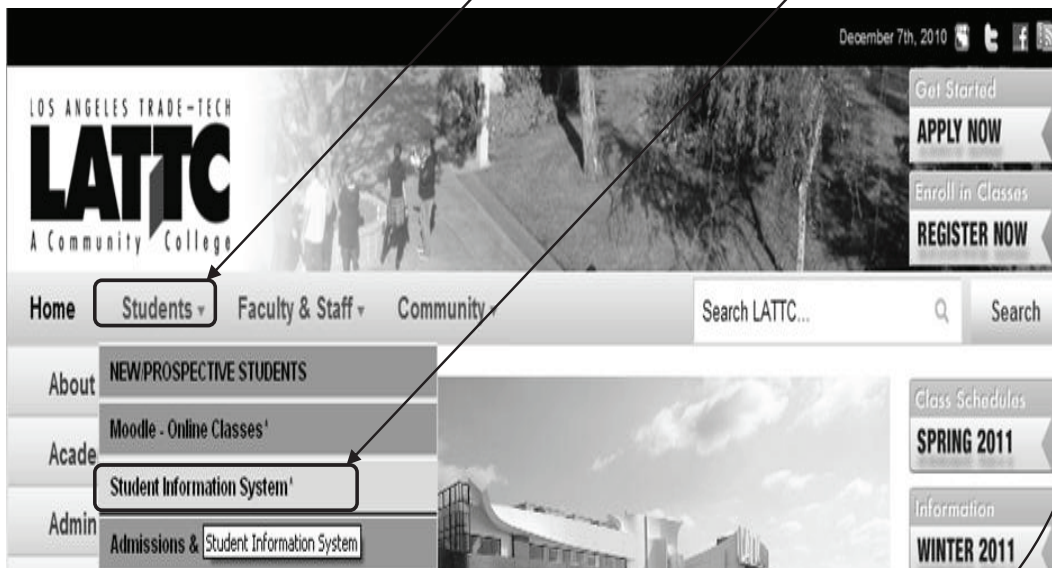 December 7th, 2010
LOS ANGELES TRADE-TECH
LATTC
A Community College
Get Started
APPLY NOW
Enroll in Classes
REGISTER NOW
Home Students Faculty & Staff Community
Search LATTC... Search
About
Acade
Admin
NEW/PROSPECTIVE STUDENTS
Moodle - Online Classes
Student Information System
Admissions &
Student Information System
Class Schedules
SPRING 2011
Information
WINTER 2011